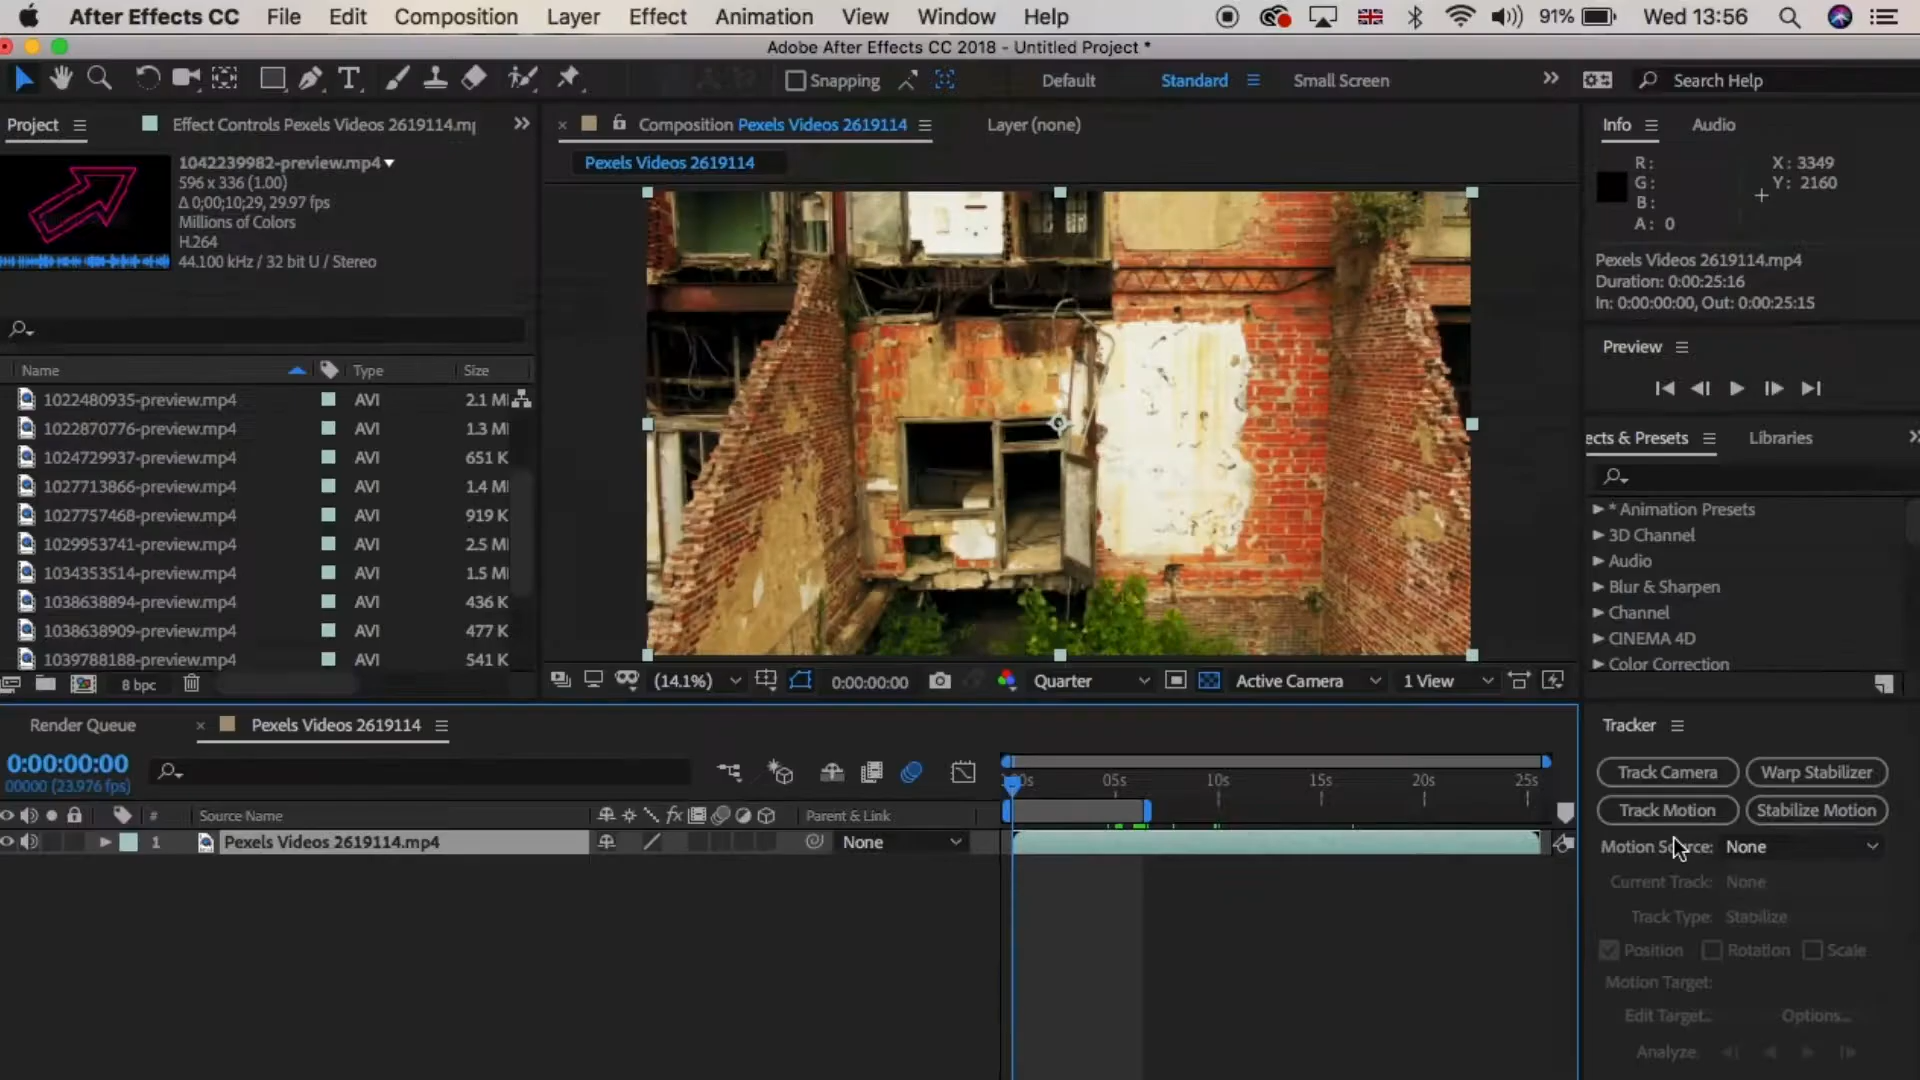 After Effects CC File Edit Composition Layer Effect Animation View Window Help 91% Wed 13:56
Adobe After Effects CC 2018 - Untitled Project *
Snapping Default Standard Small Screen Search Help
Project Effect Controls Pexels Videos 2619114.m
Composition Pexels Videos 2619114 Layer (none)
Info Audio
1042239982-preview.mp4
596 x 336 (1.00)
Δ 0;00;10;29, 29.97 fps
Millions of Colors
H.264
44.100 kHz / 32 bit U / Stereo
Pexels Videos 2619114
R: X: 3349
G: Y: 2160
B:
A: 0
Pexels Videos 2619114.mp4
Duration: 0:00:25:16
In: 0:00:00:00, Out: 0:00:25:15
Preview
Name Type Size
1022480935-preview.mp4 AVI 2.1 M
1022870776-preview.mp4 AVI 1.3 M
1024729937-preview.mp4 AVI 651 K
1027713866-preview.mp4 AVI 1.4 M
1027757468-preview.mp4 AVI 919 K
1029953741-preview.mp4 AVI 2.5 M
1034353514-preview.mp4 AVI 1.5 M
1038638894-preview.mp4 AVI 436 K
1038638909-preview.mp4 AVI 477 K
1039788188-preview.mp4 AVI 541 K
8 bpc
ects & Presets Libraries
* Animation Presets
3D Channel
Audio
Blur & Sharpen
Channel
CINEMA 4D
Color Correction
(14.1%) 0:00:00:00 Quarter Active Camera 1 View
Render Queue Pexels Videos 2619114
0:00:00:00
00000 (23.976 fps)
0s 05s 10s 15s 20s 25s
# Source Name fx Parent & Link
1 Pexels Videos 2619114.mp4 None
Tracker
Track Camera Warp Stabilizer
Track Motion Stabilize Motion
Motion Source: None
Current Track: None
Track Type: Stabilize
Position Rotation Scale
Motion Target:
Edit Target... Options...
Analyze: